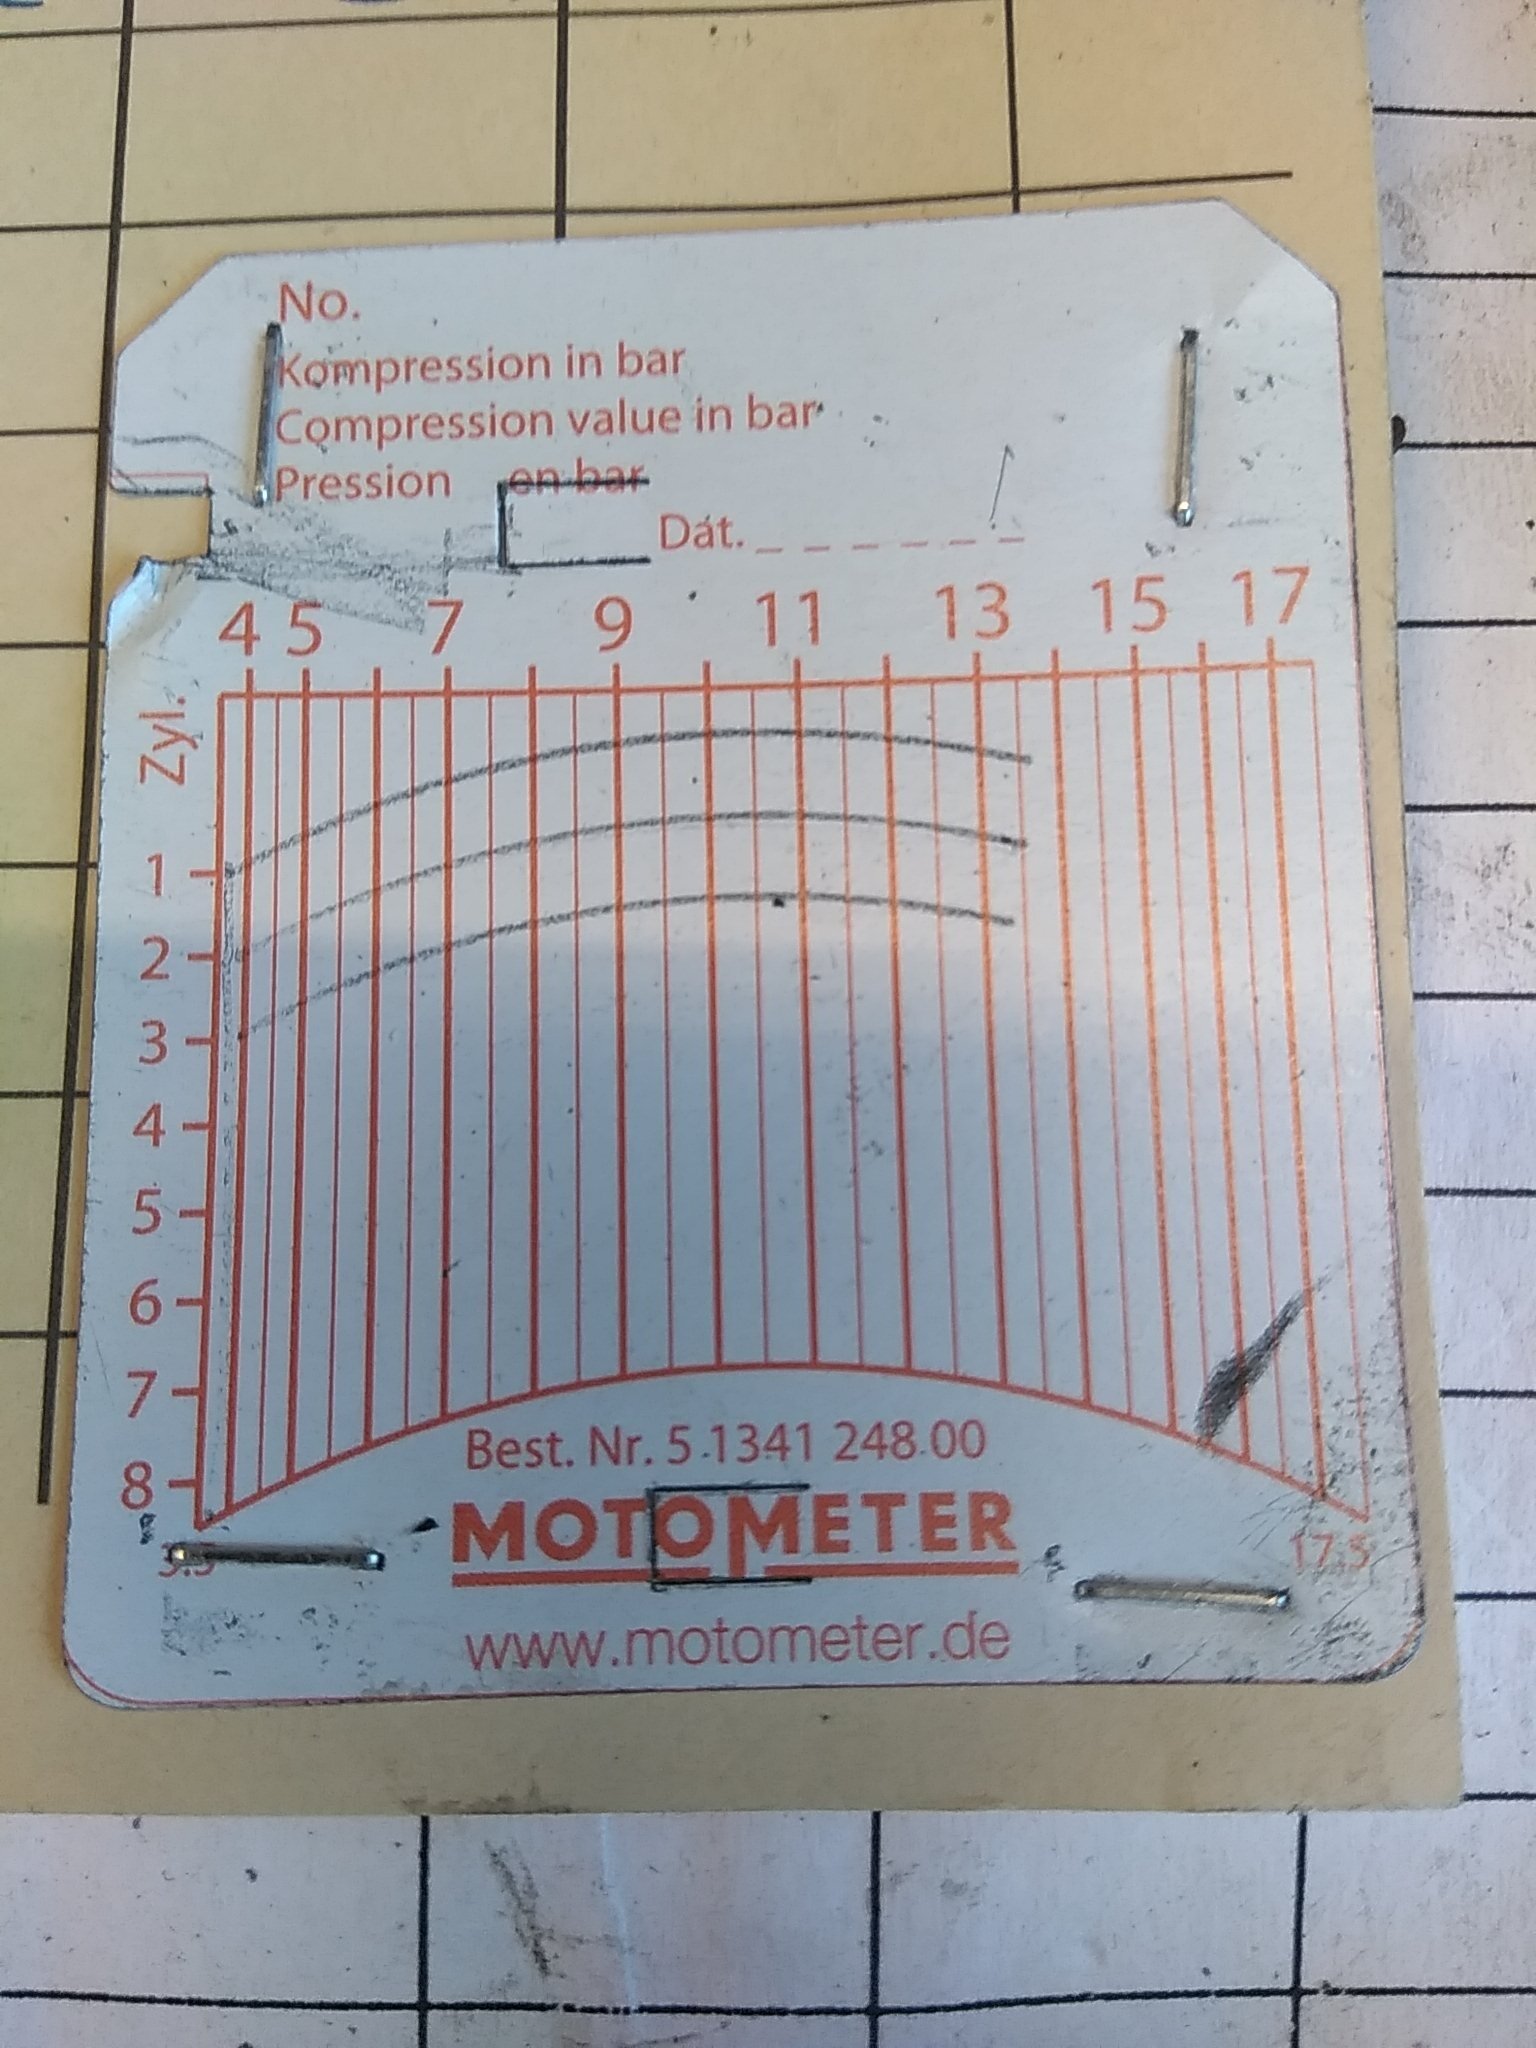 No.
Kompression in bar
Compression value in bar
Pression en bar
Dat.
4 5 7 9 11 13 15 17
Zyl.
1
2
3
4
5
6
7
8
3.5
17.5
Best. Nr. 5 1341 248.00
MOTOMETER
www.motometer.de